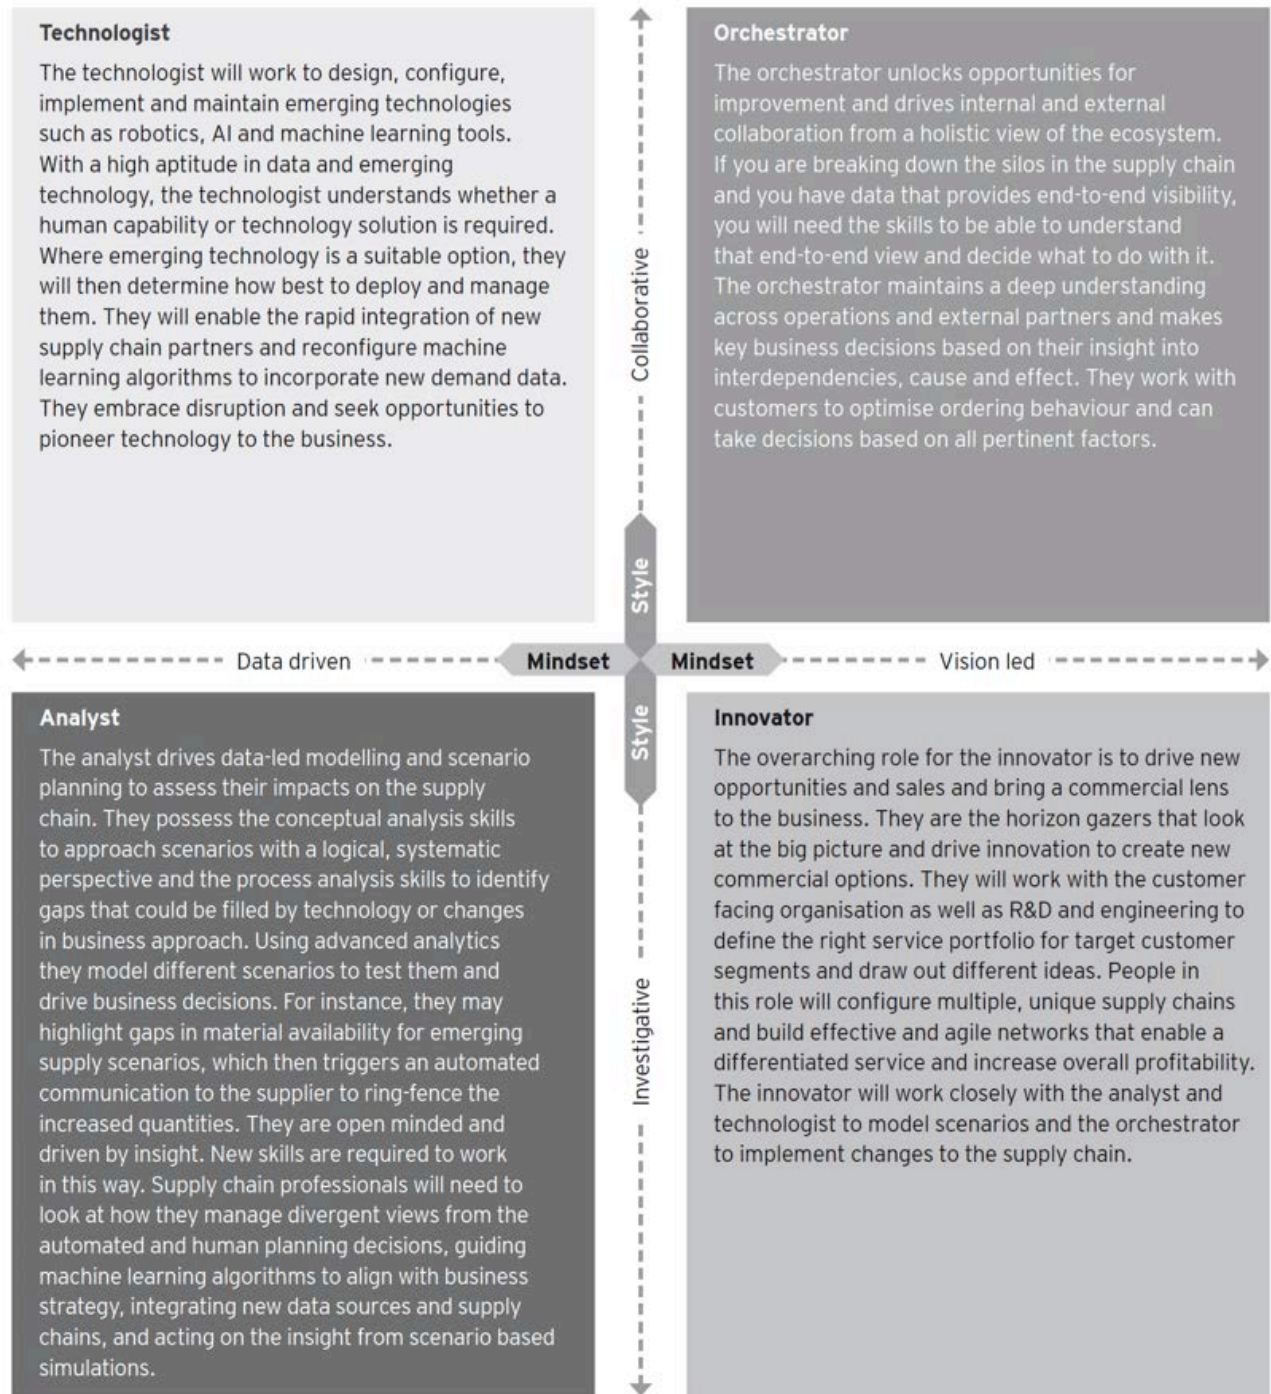 Technologist
The technologist will work to design, configure,
implement and maintain emerging technologies
such as robotics, AI and machine learning tools.
With a high aptitude in data and emerging
technology, the technologist understands whether a
human capability or technology solution is required.
Where emerging technology is a suitable option, they
will then determine how best to deploy and manage
them. They will enable the rapid integration of new
supply chain partners and reconfigure machine
learning algorithms to incorporate new demand data.
They embrace disruption and seek opportunities to
pioneer technology to the business.
Collaborative
Style
Orchestrator
The orchestrator unlocks opportunities for
improvement and drives internal and external
collaboration from a holistic view of the ecosystem.
If you are breaking down the silos in the supply chain
and you have data that provides end-to-end visibility,
you will need the skills to be able to understand
that end-to-end view and decide what to do with it.
The orchestrator maintains a deep understanding
across operations and external partners and makes
key business decisions based on their insight into
interdependencies, cause and effect. They work with
customers to optimise ordering behaviour and can
take decisions based on all pertinent factors.
Data driven
Mindset
Mindset
Vision led
Analyst
The analyst drives data-led modelling and scenario
planning to assess their impacts on the supply
chain. They possess the conceptual analysis skills
to approach scenarios with a logical, systematic
perspective and the process analysis skills to identify
gaps that could be filled by technology or changes
in business approach. Using advanced analytics
they model different scenarios to test them and
drive business decisions. For instance, they may
highlight gaps in material availability for emerging
supply scenarios, which then triggers an automated
communication to the supplier to ring-fence the
increased quantities. They are open minded and
driven by insight. New skills are required to work
in this way. Supply chain professionals will need to
look at how they manage divergent views from the
automated and human planning decisions, guiding
machine learning algorithms to align with business
strategy, integrating new data sources and supply
chains, and acting on the insight from scenario based
simulations.
Style
Investigative
Innovator
The overarching role for the innovator is to drive new
opportunities and sales and bring a commercial lens
to the business. They are the horizon gazers that look
at the big picture and drive innovation to create new
commercial options. They will work with the customer
facing organisation as well as R&D and engineering to
define the right service portfolio for target customer
segments and draw out different ideas. People in
this role will configure multiple, unique supply chains
and build effective and agile networks that enable a
differentiated service and increase overall profitability.
The innovator will work closely with the analyst and
technologist to model scenarios and the orchestrator
to implement changes to the supply chain.